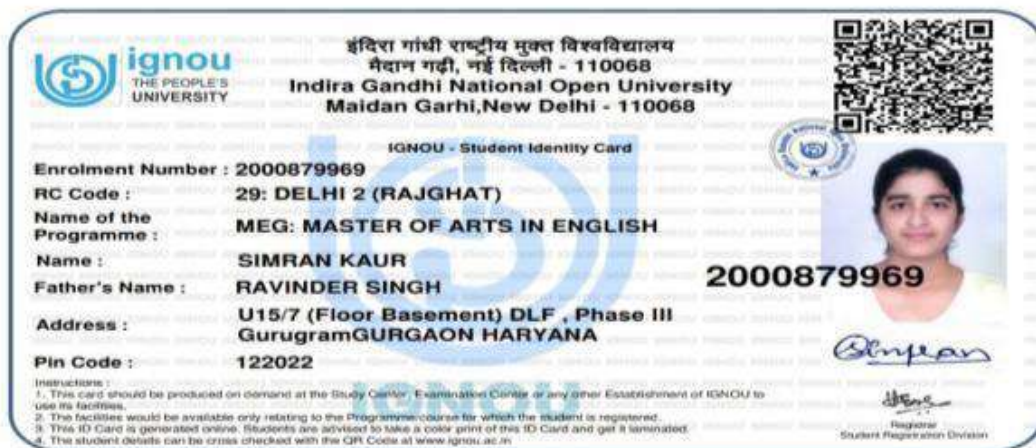 ignou
THE PEOPLE'S
UNIVERSITY
इंदिरा गांधी राष्ट्रीय मुक्त विश्वविद्यालय
मैदान गढ़ी, नई दिल्ली - 110068
Indira Gandhi National Open University
Maidan Garhi,New Delhi - 110068
IGNOU - Student Identity Card
Enrolment Number : 2000879969
RC Code : 29: DELHI 2 (RAJGHAT)
Name of the
Programme : MEG: MASTER OF ARTS IN ENGLISH
Name : SIMRAN KAUR
Father's Name : RAVINDER SINGH
Address : U15/7 (Floor Basement) DLF , Phase III
GurugramGURGAON HARYANA
Pin Code : 122022
2000879969
Simran
Instructions :
1. This card should be produced on demand at the Study Center, Examination Center or any other Establishment of IGNOU to
use its facilities.
2. The facilities would be available only relating to the Programme/course for which the student is registered.
3. This ID Card is generated online. Students are advised to take a color print of this ID Card and get it laminated.
4. The student details can be cross checked with the QR Code at www.ignou.ac.in
Registrar
Student Registration Division
IGNOU